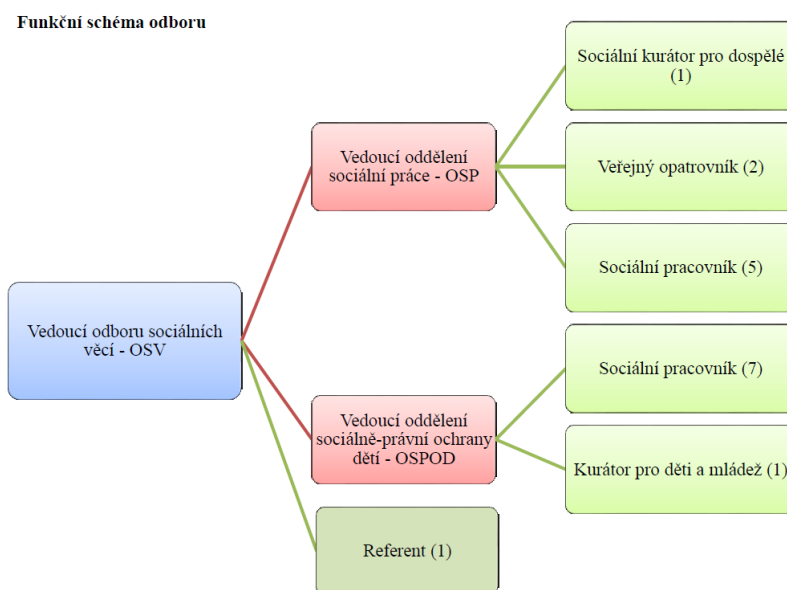 Funkční schéma odboru
Sociální kurátor pro dospělé
(1)
Vedoucí oddělení
sociální práce - OSP
Veřejný opatrovník (2)
Sociální pracovník (5)
Vedoucí odboru sociálních
věcí - OSV
Sociální pracovník (7)
Vedoucí oddělení
sociálně-právní ochrany
dětí - OSPOD
Kurátor pro děti a mládež (1)
Referent (1)